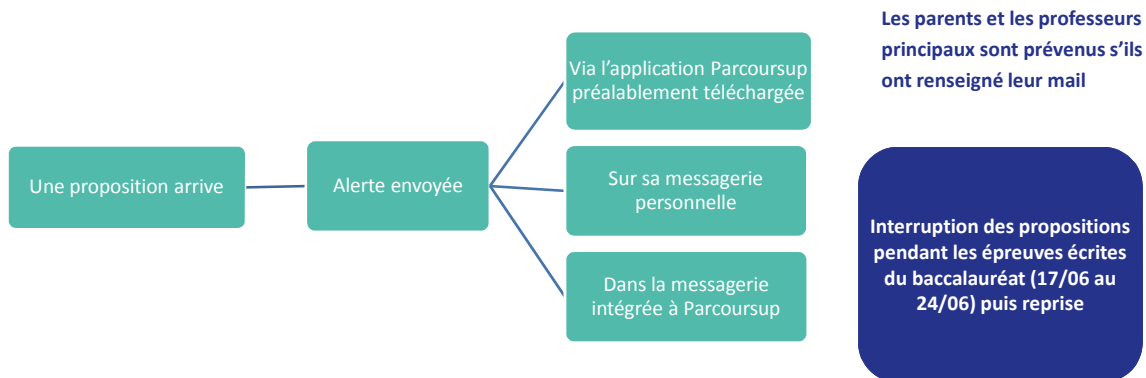 Les parents et les professeurs
principaux sont prévenus s'ils
ont renseigné leur mail
Une proposition arrive
Alerte envoyée
Via l'application Parcoursup
préalablement téléchargée
Sur sa messagerie
personnelle
Dans la messagerie
intégrée à Parcoursup
Interruption des propositions
pendant les épreuves écrites
du baccalauréat (17/06 au
24/06) puis reprise